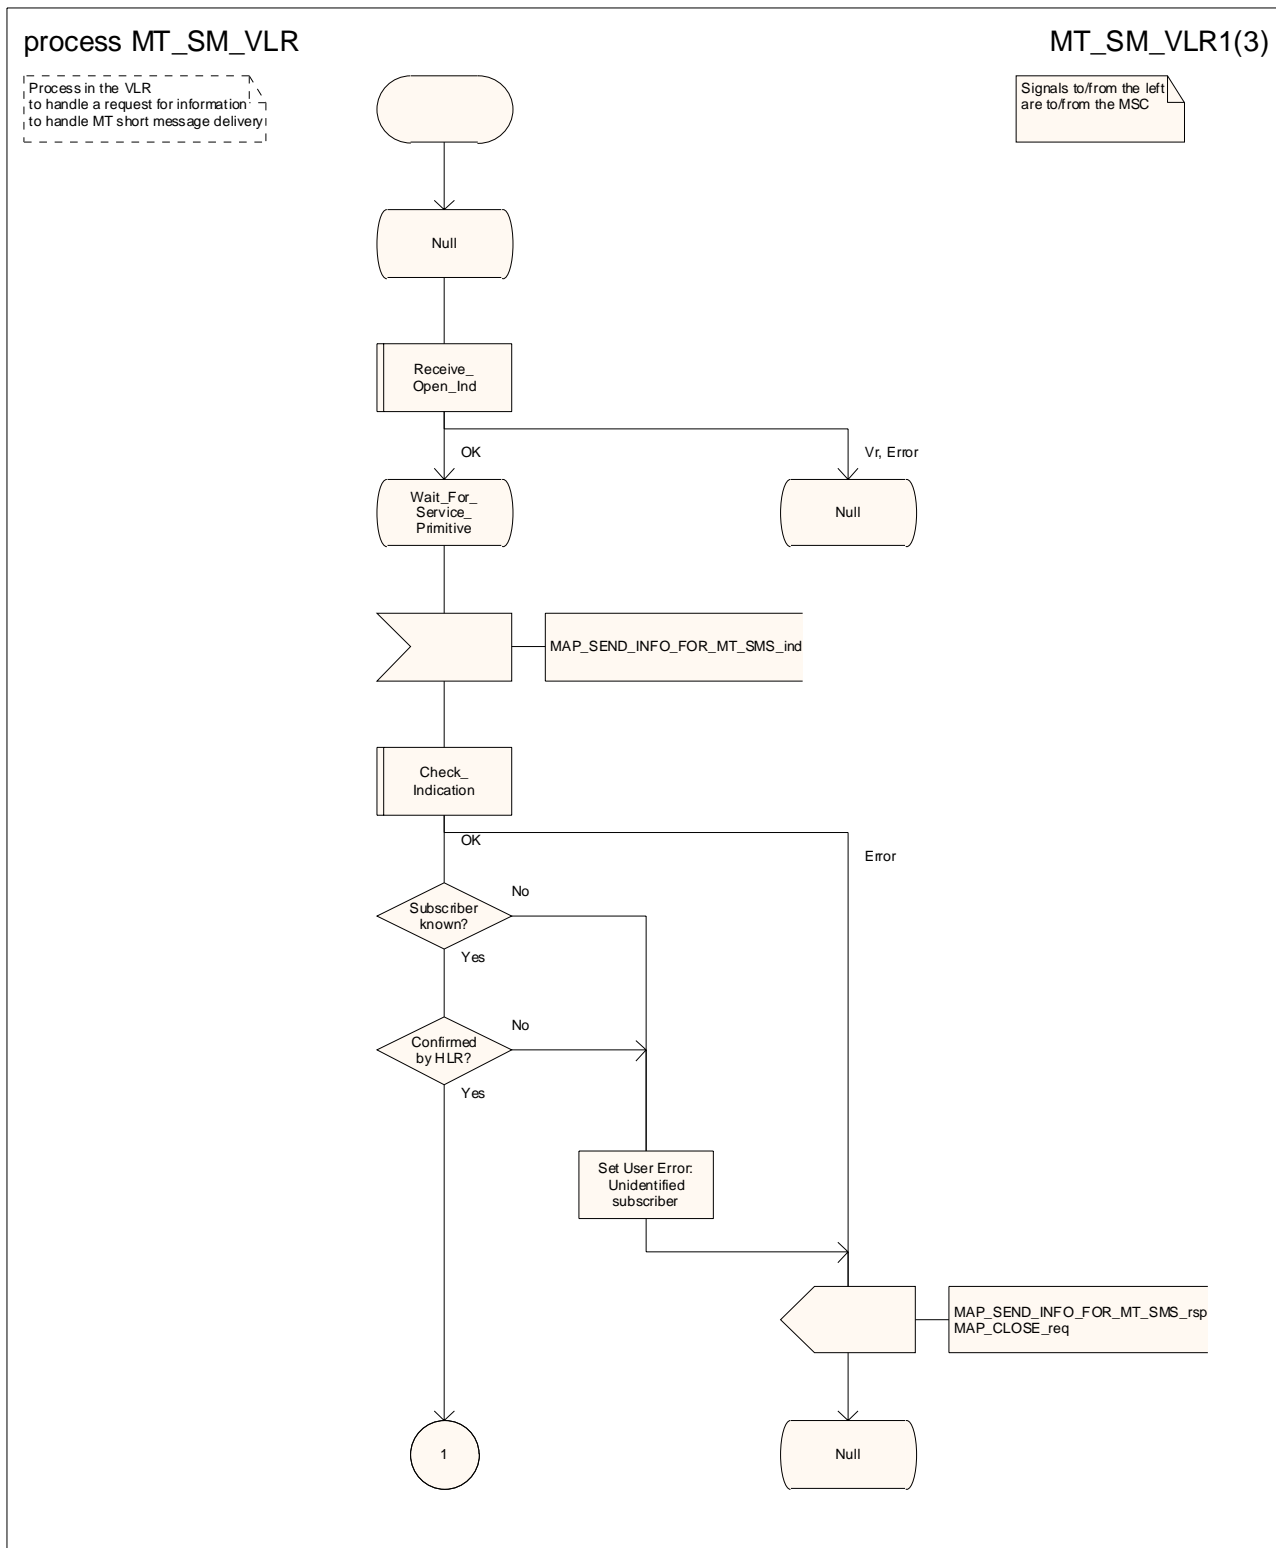 process MT_SM_VLR
MT_SM_VLR1(3)
Process in the VLR
to handle a request for information
to handle MT short message delivery
Signals to/from the left
are to/from the MSC
Null
Receive_
Open_Ind
OK
Vr, Error
Wait_For_
Service_
Primitive
Null
MAP_SEND_INFO_FOR_MT_SMS_ind
Check_
Indication
OK
Error
No
Subscriber
known?
Yes
No
Confirmed
by HLR?
Yes
Set User Error:
Unidentified
subscriber
MAP_SEND_INFO_FOR_MT_SMS_rsp
MAP_CLOSE_req
1
Null